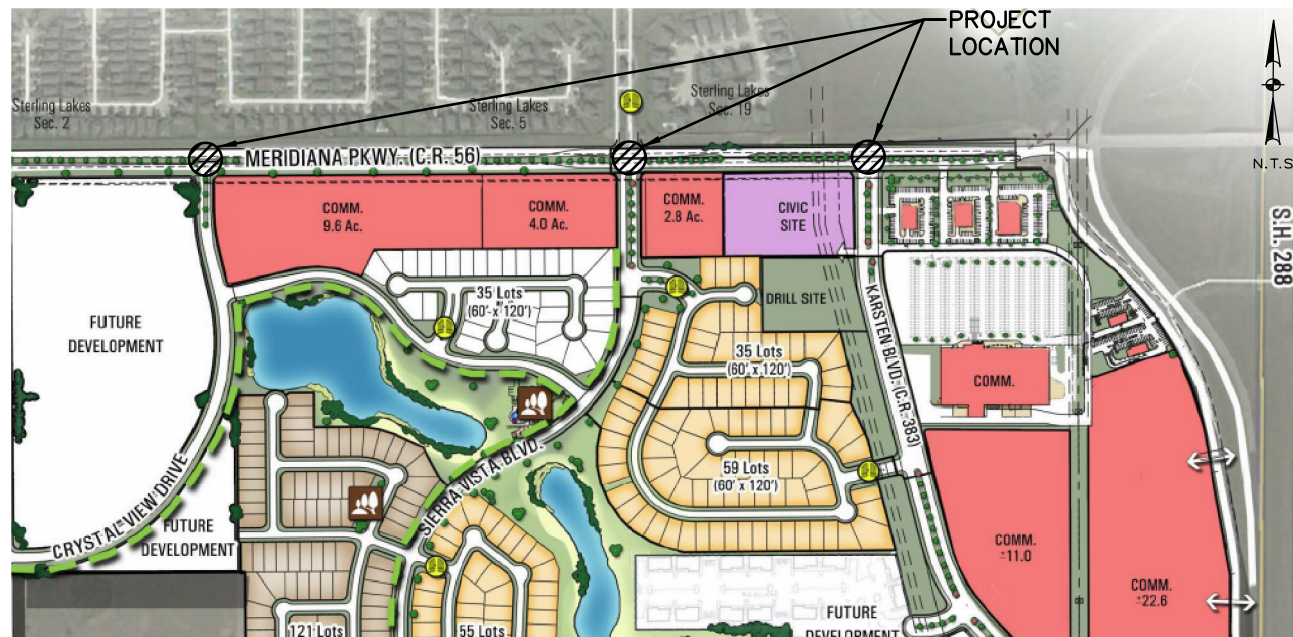 PROJECT
LOCATION
N.T.S
Sterling Lakes
Sec. 2
Sterling Lakes
Sec. 5
Sterling Lakes
Sec. 19
MERIDIANA PKWY. (C.R. 56)
S.H. 288
COMM.
9.6 Ac.
COMM.
4.0 Ac.
COMM.
2.8 Ac.
CIVIC
SITE
DRILL SITE
KARSTEN BLVD. (C.R. 383)
FUTURE
DEVELOPMENT
35 Lots
(60' x 120')
35 Lots
(60' x 120')
COMM.
59 Lots
(60' x 120')
SIERRA VISTA BLVD.
CRYSTAL VIEW DRIVE
FUTURE
DEVELOPMENT
COMM.
±11.0
COMM.
±22.6
FUTURE
DEVELOPMENT
121 Lots
55 Lots